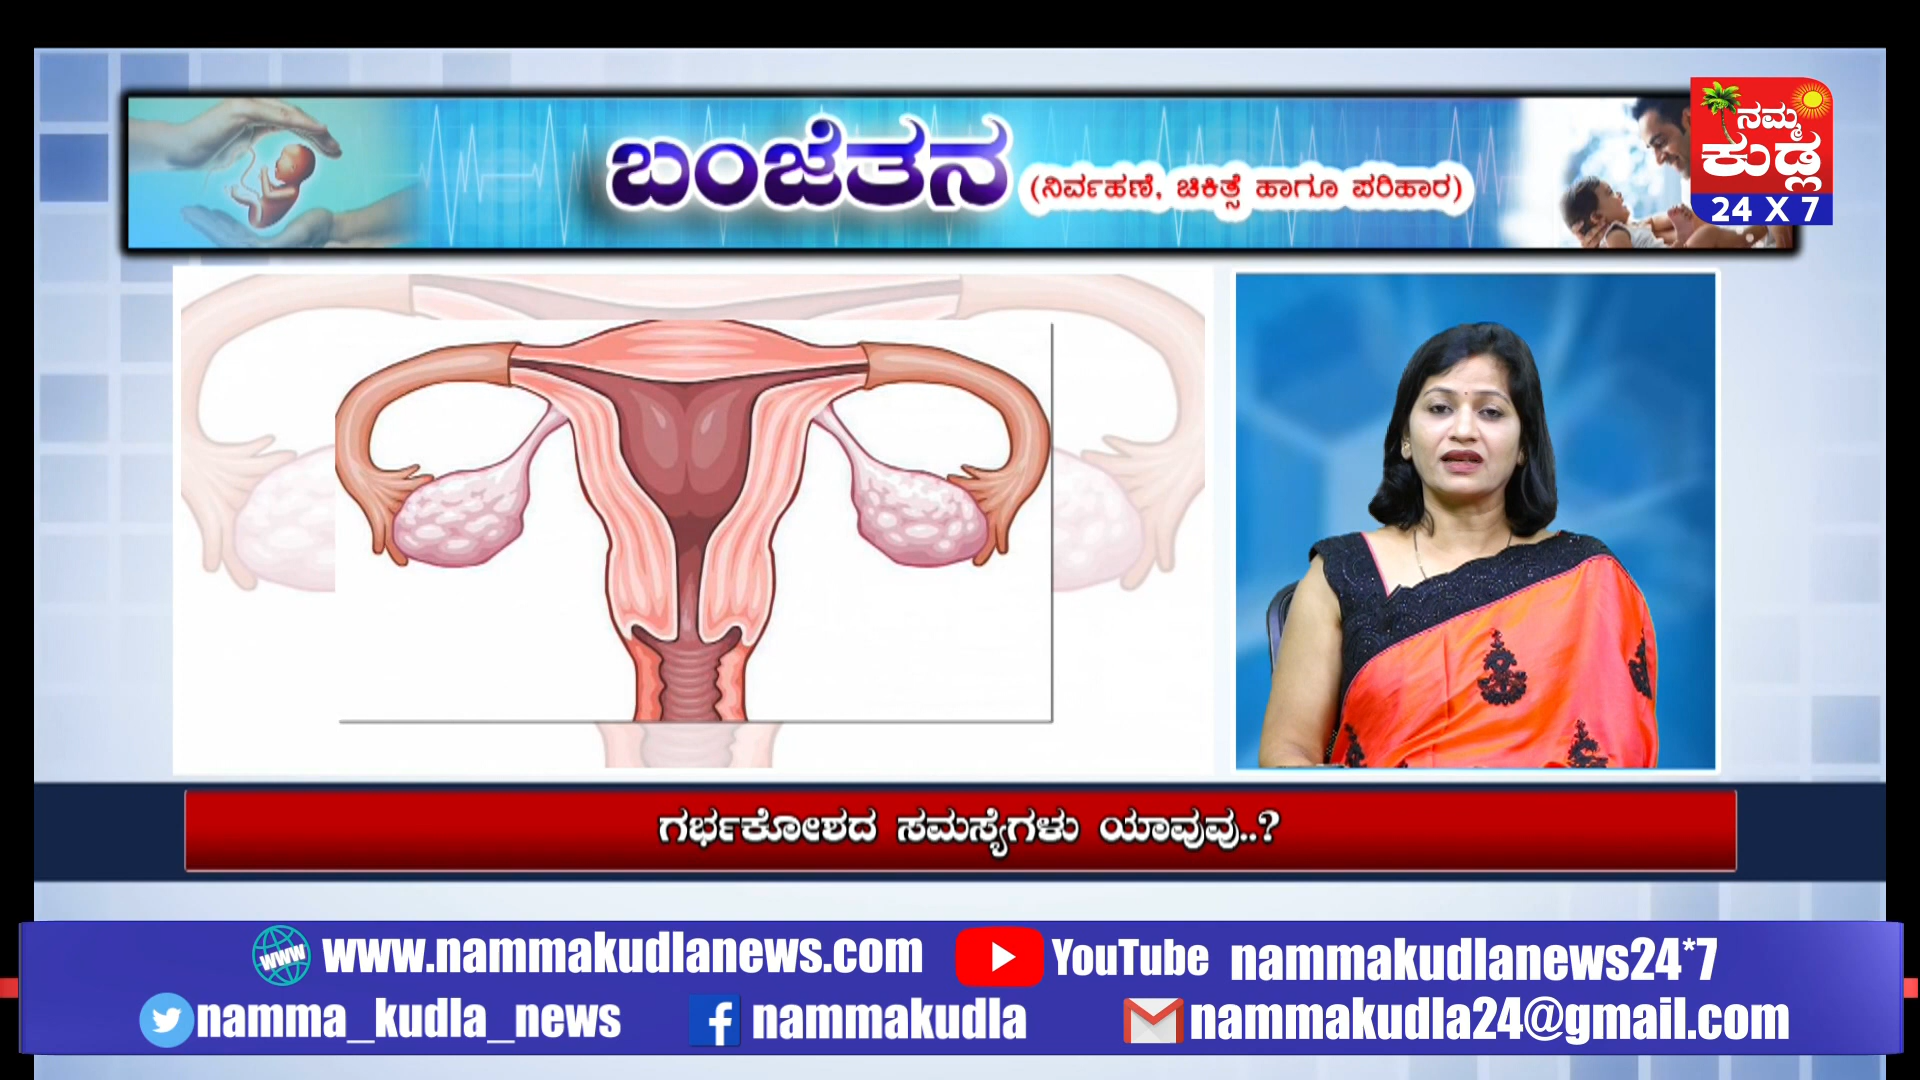 ಬಂಜೆತನ (ನಿರ್ವಹಣೆ, ಚಿಕಿತ್ಸೆ ಹಾಗೂ ಪರಿಹಾರ)
ನಮ್ಮ
ಕುಡ್ಲ
24 X 7
ಗರ್ಭಕೋಶದ ಸಮಸ್ಯೆಗಳು ಯಾವುವು..?
www www.nammakudlanews.com YouTube nammakudlanews24*7
namma_kudla_news f nammakudla nammakudla24@gmail.com